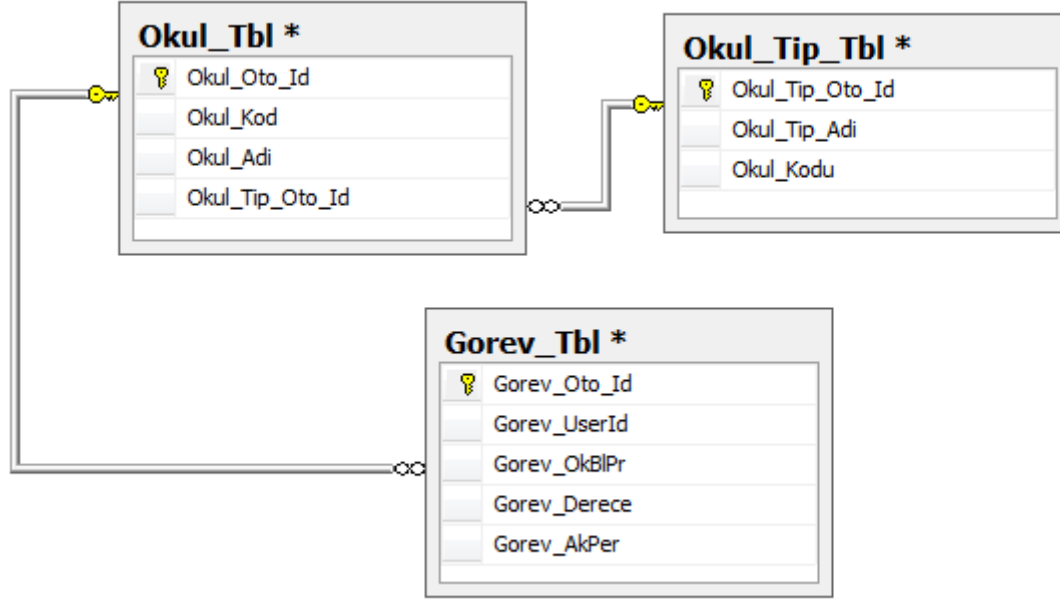 Okul_Tbl *
Okul_Oto_Id
Okul_Kod
Okul_Adi
Okul_Tip_Oto_Id
Okul_Tip_Tbl *
Okul_Tip_Oto_Id
Okul_Tip_Adi
Okul_Kodu
Gorev_Tbl *
Gorev_Oto_Id
Gorev_UserId
Gorev_OkBlPr
Gorev_Derece
Gorev_AkPer